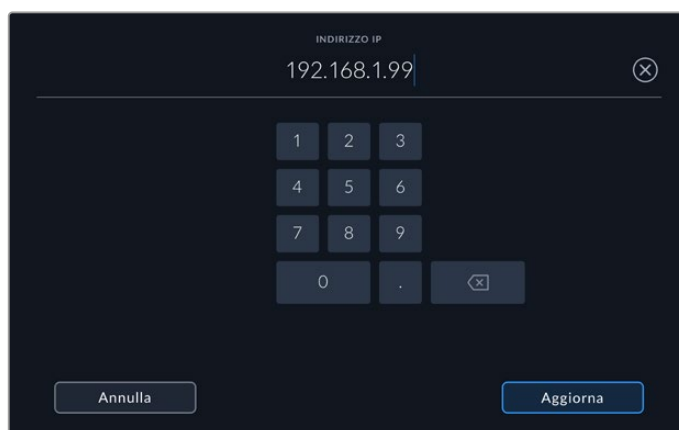 INDIRIZZO IP
192.168.1.99
1 2 3
4 5 6
7 8 9
0 .
Annulla Aggiorna